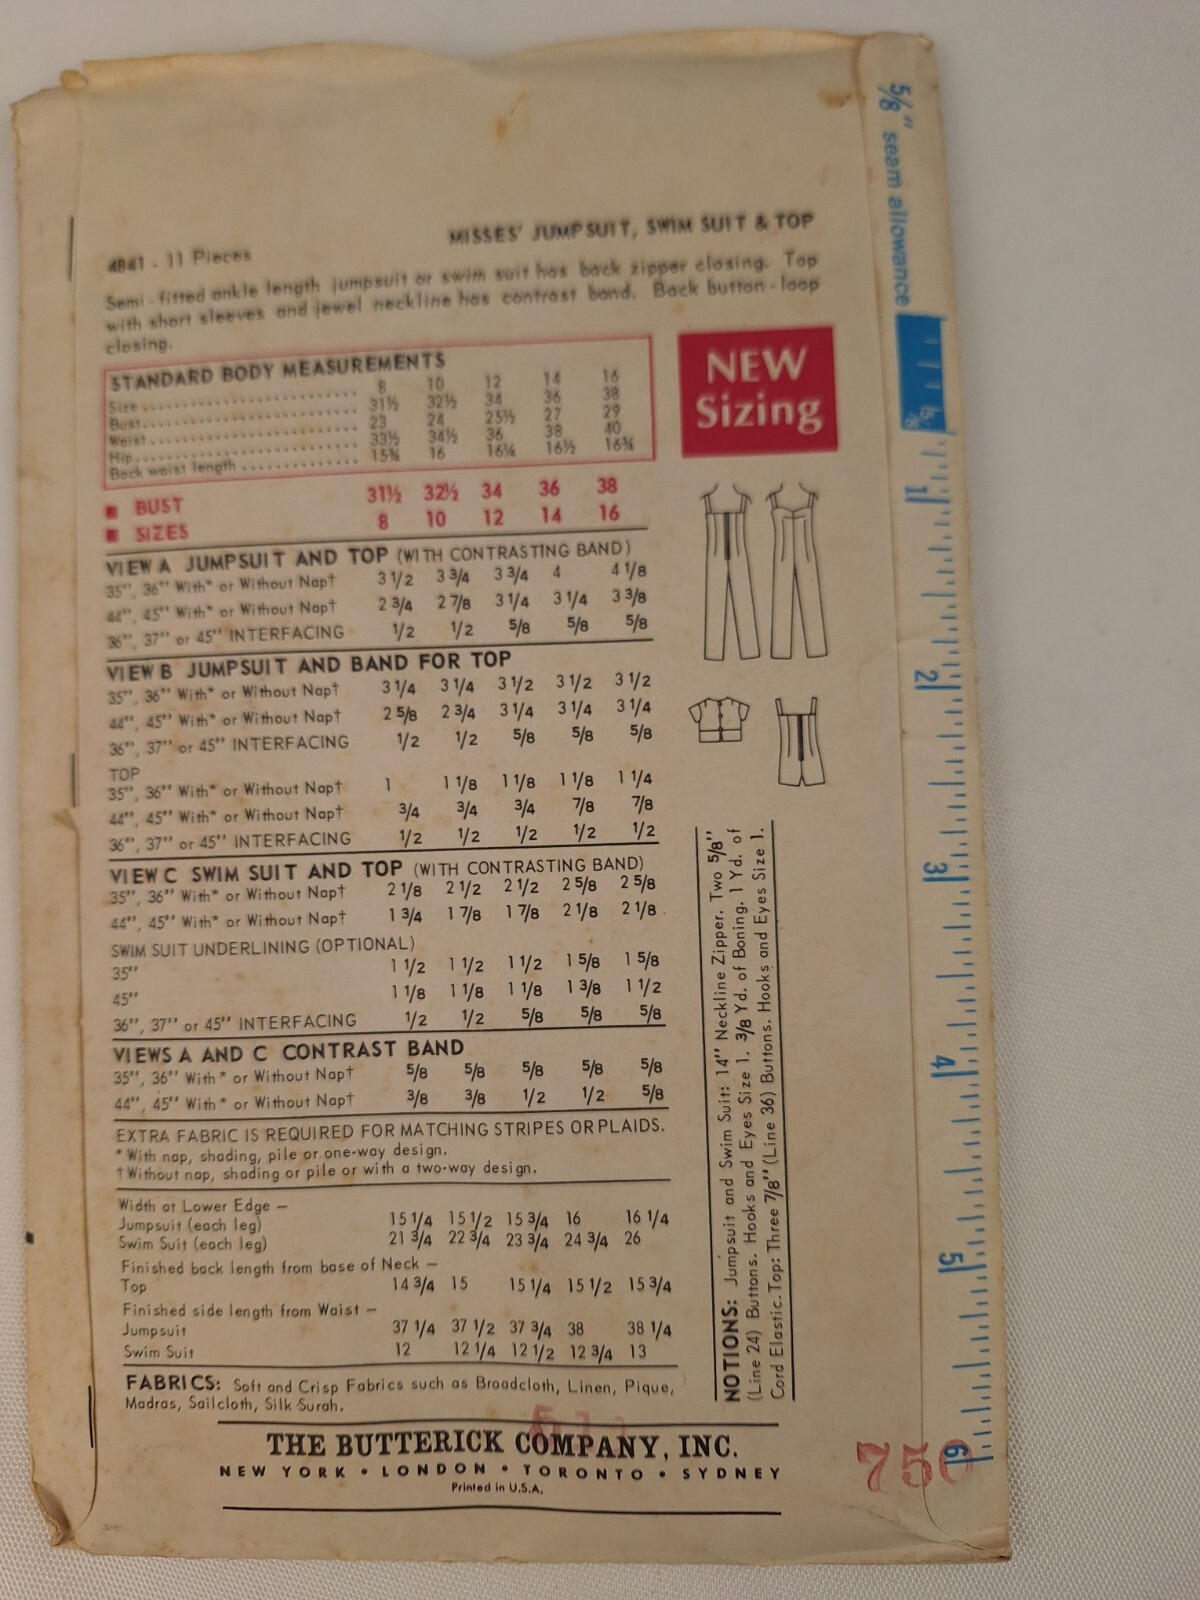 MISSES' JUMPSUIT, SWIM SUIT & TOP
4841 - 11 Pieces
Semi-fitted ankle length jumpsuit or swim suit has back zipper closing. Top
with short sleeves and jewel neckline has contrast band. Back button-loop
closing.
STANDARD BODY MEASUREMENTS
Size 8 10 12 14 16
Bust 31½ 32½ 34 36 38
Waist 23 24 25½ 27 29
Hip 33½ 34½ 36 38 40
Back waist length 15¾ 16 16¼ 16½ 16¾
NEW
Sizing
BUST 31½ 32½ 34 36 38
SIZES 8 10 12 14 16
VIEW A JUMPSUIT AND TOP (WITH CONTRASTING BAND)
35", 36" With* or Without Nap† 3 1/2 3 3/4 3 3/4 4 4 1/8
44", 45" With* or Without Nap† 2 3/4 2 7/8 3 1/4 3 1/4 3 3/8
36", 37" or 45" INTERFACING 1/2 1/2 5/8 5/8 5/8
VIEW B JUMPSUIT AND BAND FOR TOP
35", 36" With* or Without Nap† 3 1/4 3 1/4 3 1/2 3 1/2 3 1/2
44", 45" With* or Without Nap† 2 5/8 2 3/4 3 1/4 3 1/4 3 1/4
36", 37" or 45" INTERFACING 1/2 1/2 5/8 5/8 5/8
TOP
35", 36" With* or Without Nap† 1 1 1/8 1 1/8 1 1/8 1 1/4
44", 45" With* or Without Nap† 3/4 3/4 3/4 7/8 7/8
36", 37" or 45" INTERFACING 1/2 1/2 1/2 1/2 1/2
VIEW C SWIM SUIT AND TOP (WITH CONTRASTING BAND)
35", 36" With* or Without Nap† 2 1/8 2 1/2 2 1/2 2 5/8 2 5/8
44", 45" With* or Without Nap† 1 3/4 1 7/8 1 7/8 2 1/8 2 1/8
SWIM SUIT UNDERLINING (OPTIONAL)
35" 1 1/2 1 1/2 1 1/2 1 5/8 1 5/8
45" 1 1/8 1 1/8 1 1/8 1 3/8 1 1/2
36", 37" or 45" INTERFACING 1/2 1/2 5/8 5/8 5/8
VIEWS A AND C CONTRAST BAND
35", 36" With* or Without Nap† 5/8 5/8 5/8 5/8 5/8
44", 45" With* or Without Nap† 3/8 3/8 1/2 1/2 5/8
EXTRA FABRIC IS REQUIRED FOR MATCHING STRIPES OR PLAIDS.
* With nap, shading, pile or one-way design.
† Without nap, shading or pile or with a two-way design.
Width at Lower Edge –
Jumpsuit (each leg) 15 1/4 15 1/2 15 3/4 16 16 1/4
Swim Suit (each leg) 21 3/4 22 3/4 23 3/4 24 3/4 26
Finished back length from base of Neck –
Top 14 3/4 15 15 1/4 15 1/2 15 3/4
Finished side length from Waist –
Jumpsuit 37 1/4 37 1/2 37 3/4 38 38 1/4
Swim Suit 12 12 1/4 12 1/2 12 3/4 13
FABRICS: Soft and Crisp Fabrics such as Broadcloth, Linen, Pique,
Madras, Sailcloth, Silk Surah.
NOTIONS: Jumpsuit and Swim Suit: 14" Neckline Zipper. Two 5/8"
(Line 24) Buttons. Hooks and Eyes Size 1. 3/8 Yd. of Boning. 1 Yd. of
Cord Elastic. Top: Three 7/8" (Line 36) Buttons. Hooks and Eyes Size 1.
THE BUTTERICK COMPANY, INC.
NEW YORK • LONDON • TORONTO • SYDNEY
Printed in U.S.A.
5/8" seam allowance
5/8
1
2
3
4
5
6
75¢